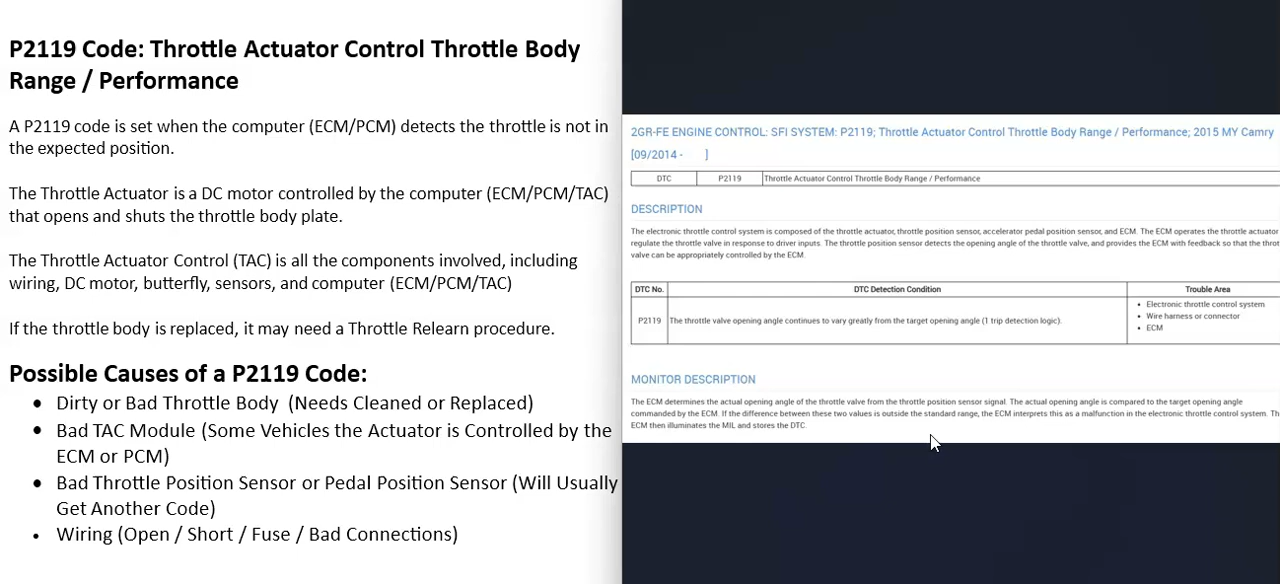 P2119 Code: Throttle Actuator Control Throttle Body
Range / Performance
A P2119 code is set when the computer (ECM/PCM) detects the throttle is not in
the expected position.
The Throttle Actuator is a DC motor controlled by the computer (ECM/PCM/TAC)
that opens and shuts the throttle body plate.
The Throttle Actuator Control (TAC) is all the components involved, including
wiring, DC motor, butterfly, sensors, and computer (ECM/PCM/TAC)
If the throttle body is replaced, it may need a Throttle Relearn procedure.
Possible Causes of a P2119 Code:
• Dirty or Bad Throttle Body (Needs Cleaned or Replaced)
• Bad TAC Module (Some Vehicles the Actuator is Controlled by the
ECM or PCM)
• Bad Throttle Position Sensor or Pedal Position Sensor (Will Usually
Get Another Code)
• Wiring (Open / Short / Fuse / Bad Connections)
2GR-FE ENGINE CONTROL: SFI SYSTEM: P2119; Throttle Actuator Control Throttle Body Range / Performance; 2015 MY Camry
[09/2014 - ]
DTC P2119 Throttle Actuator Control Throttle Body Range / Performance
DESCRIPTION
The electronic throttle control system is composed of the throttle actuator, throttle position sensor, accelerator pedal position sensor, and ECM. The ECM operates the throttle actuator
regulate the throttle valve in response to driver inputs. The throttle position sensor detects the opening angle of the throttle valve, and provides the ECM with feedback so that the throt
valve can be appropriately controlled by the ECM.
DTC No. DTC Detection Condition Trouble Area
P2119 The throttle valve opening angle continues to vary greatly from the target opening angle (1 trip detection logic).
• Electronic throttle control system
• Wire harness or connector
• ECM
MONITOR DESCRIPTION
The ECM determines the actual opening angle of the throttle valve from the throttle position sensor signal. The actual opening angle is compared to the target opening angle
commanded by the ECM. If the difference between these two values is outside the standard range, the ECM interprets this as a malfunction in the electronic throttle control system. Th
ECM then illuminates the MIL and stores the DTC.